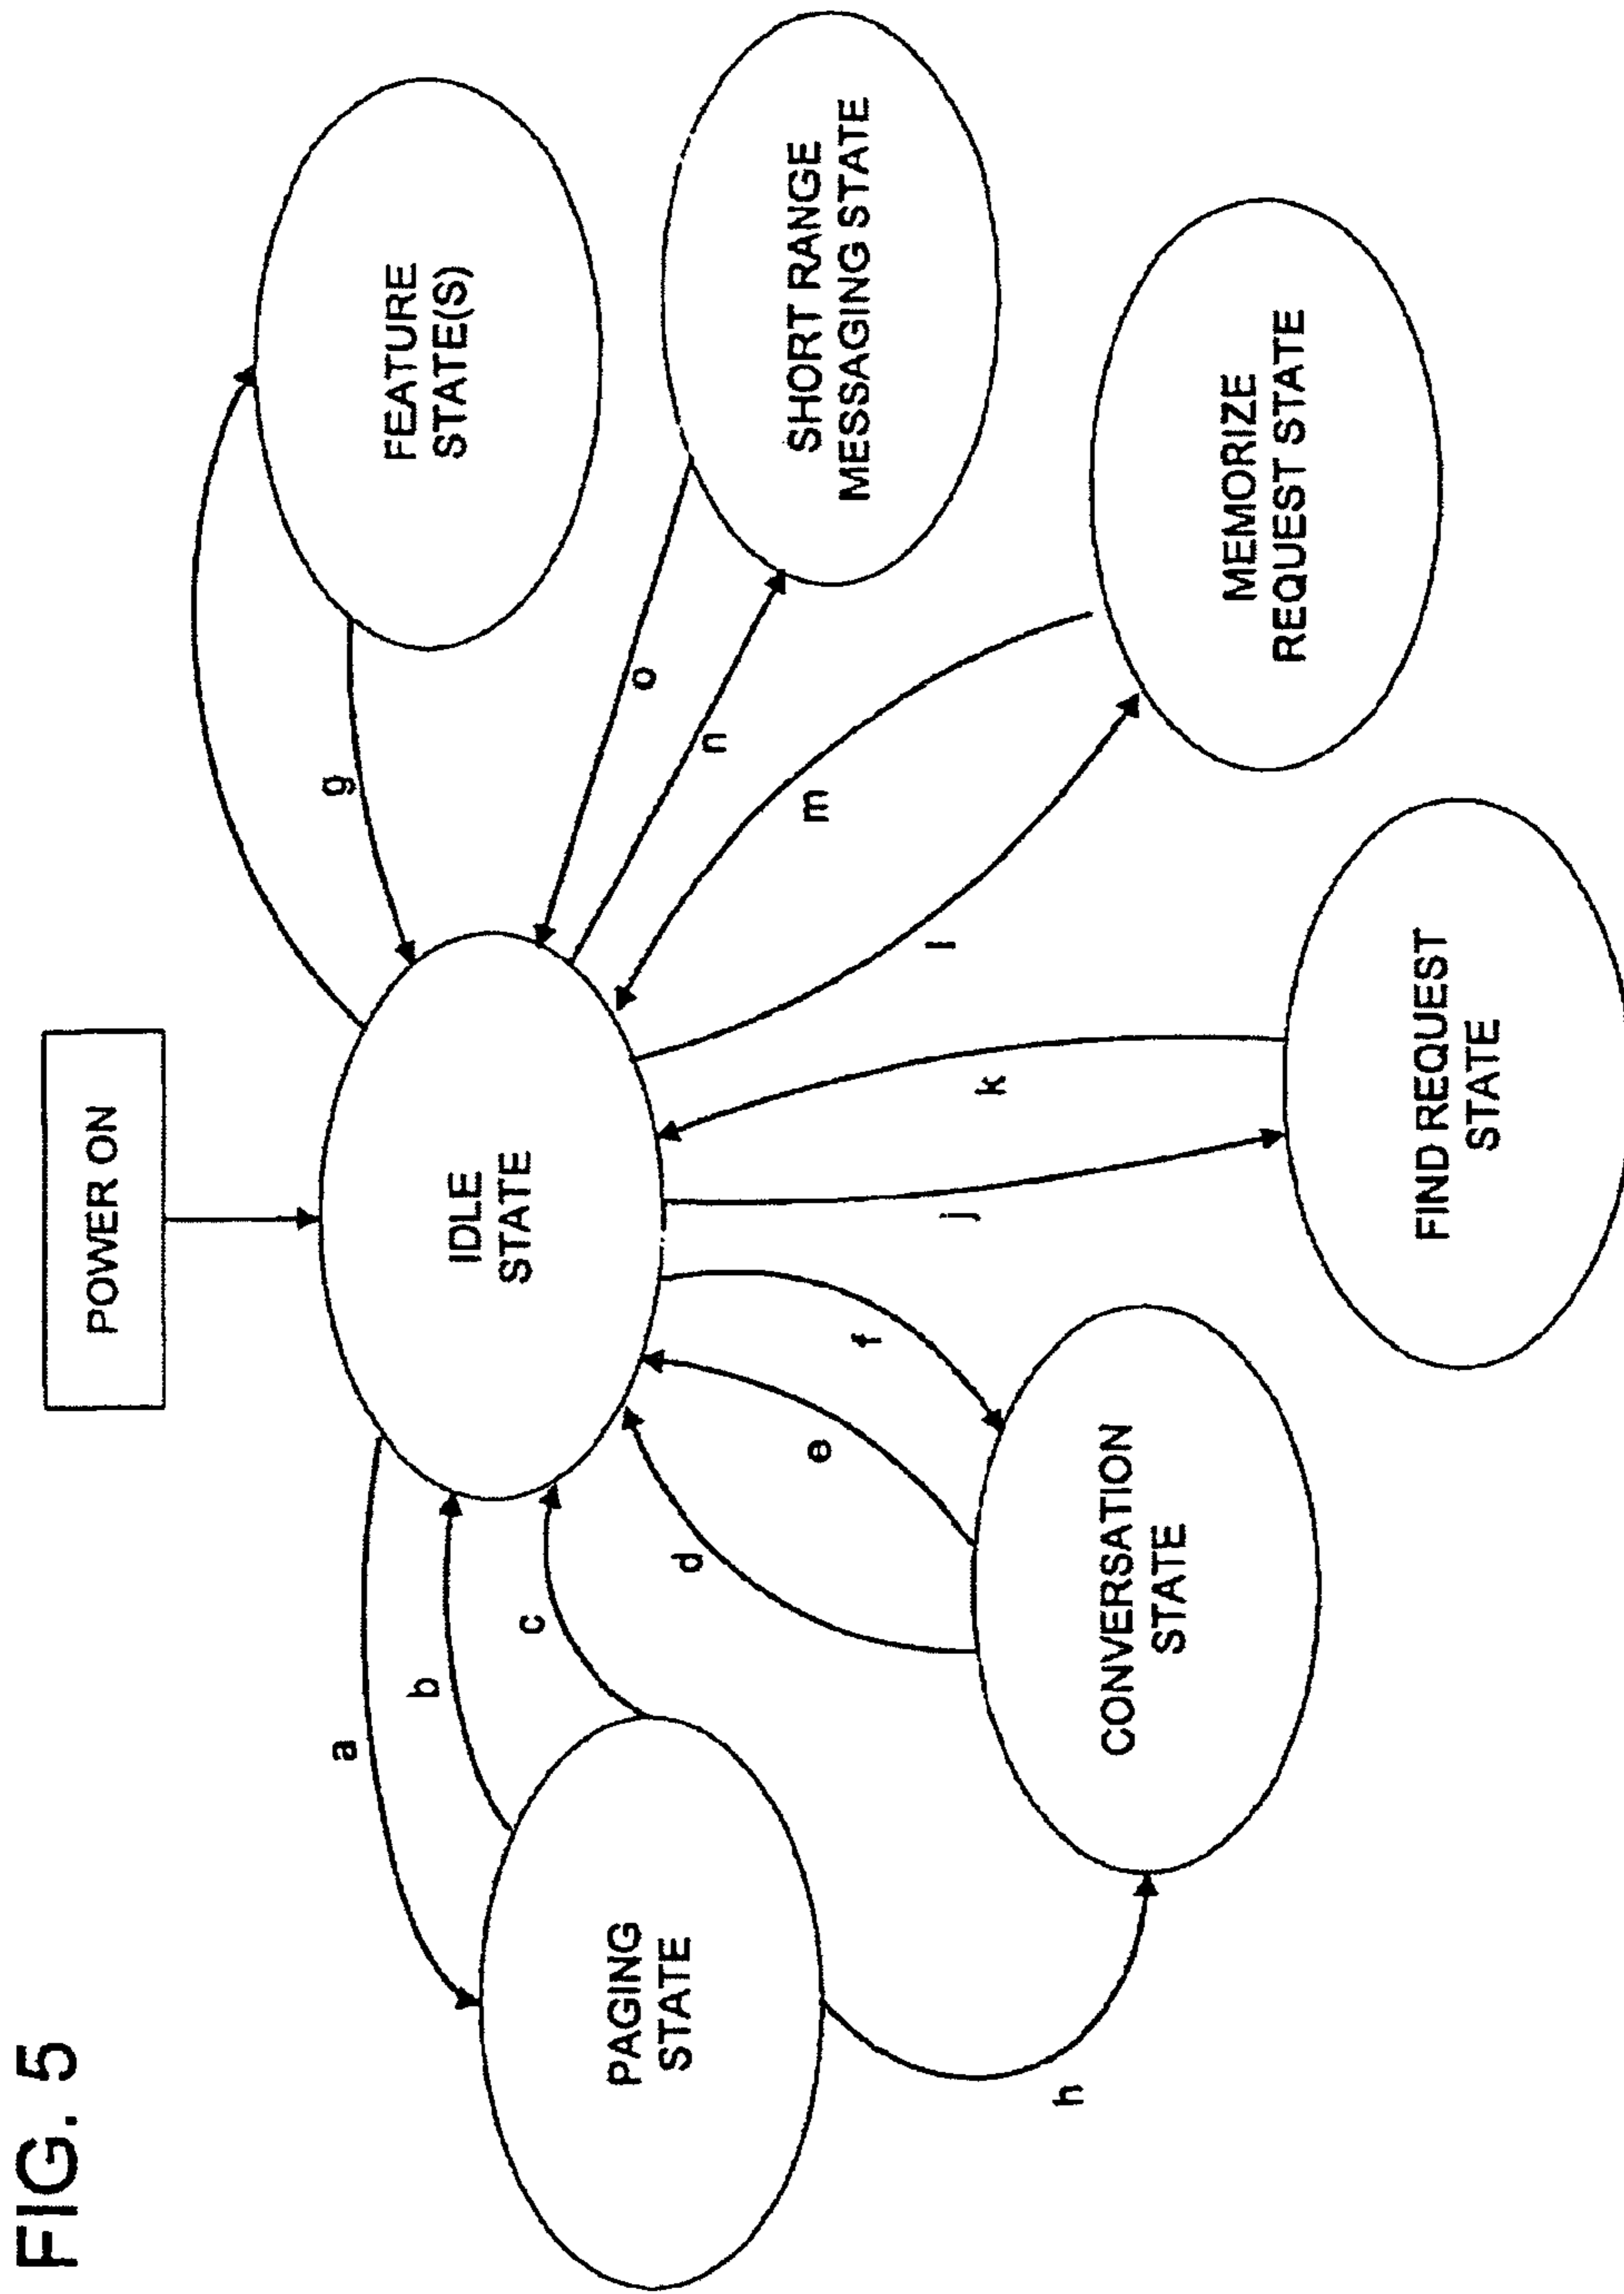 FIG. 5
POWER ON
IDLE
STATE
FEATURE
STATE(S)
SHORT RANGE
MESSAGING STATE
MEMORIZE
REQUEST STATE
FIND REQUEST
STATE
CONVERSATION
STATE
PAGING
STATE
a
b
c
d
e
f
g
h
j
k
l
m
n
o